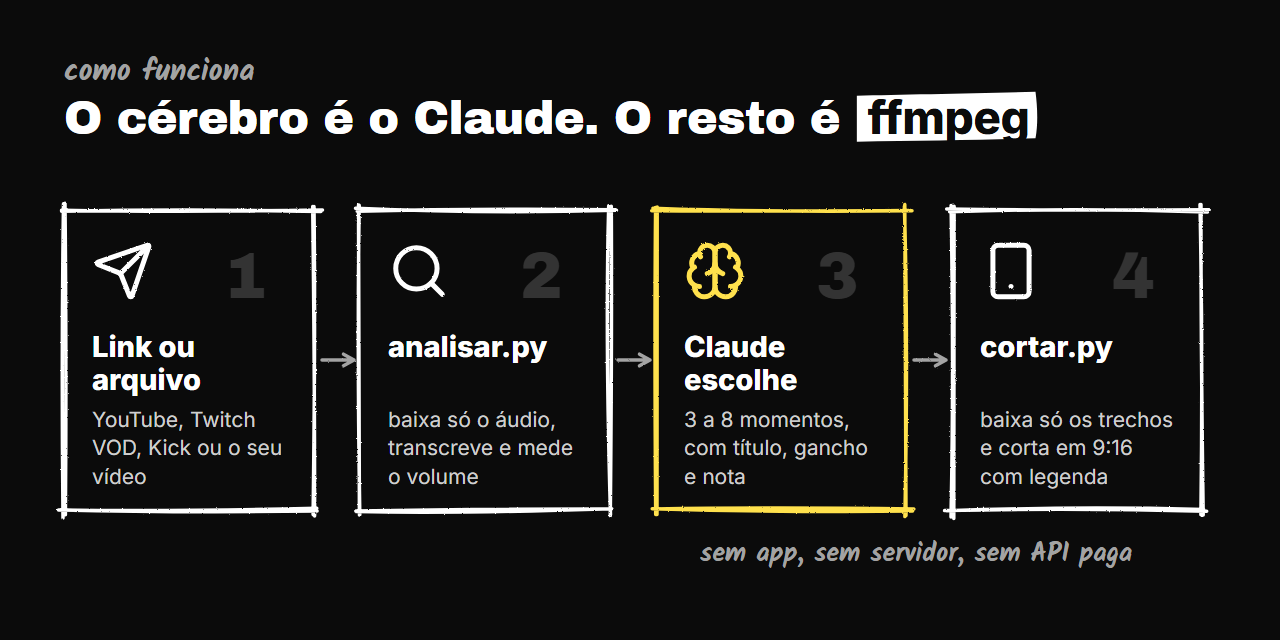 como funciona
O cérebro é o Claude. O resto é ffmpeg
1
Link ou
arquivo
YouTube, Twitch
VOD, Kick ou o seu
vídeo
2
analisar.py
baixa só o áudio,
transcreve e mede
o volume
3
Claude
escolhe
3 a 8 momentos,
com título, gancho
e nota
4
cortar.py
baixa só os trechos
e corta em 9:16
com legenda
sem app, sem servidor, sem API paga